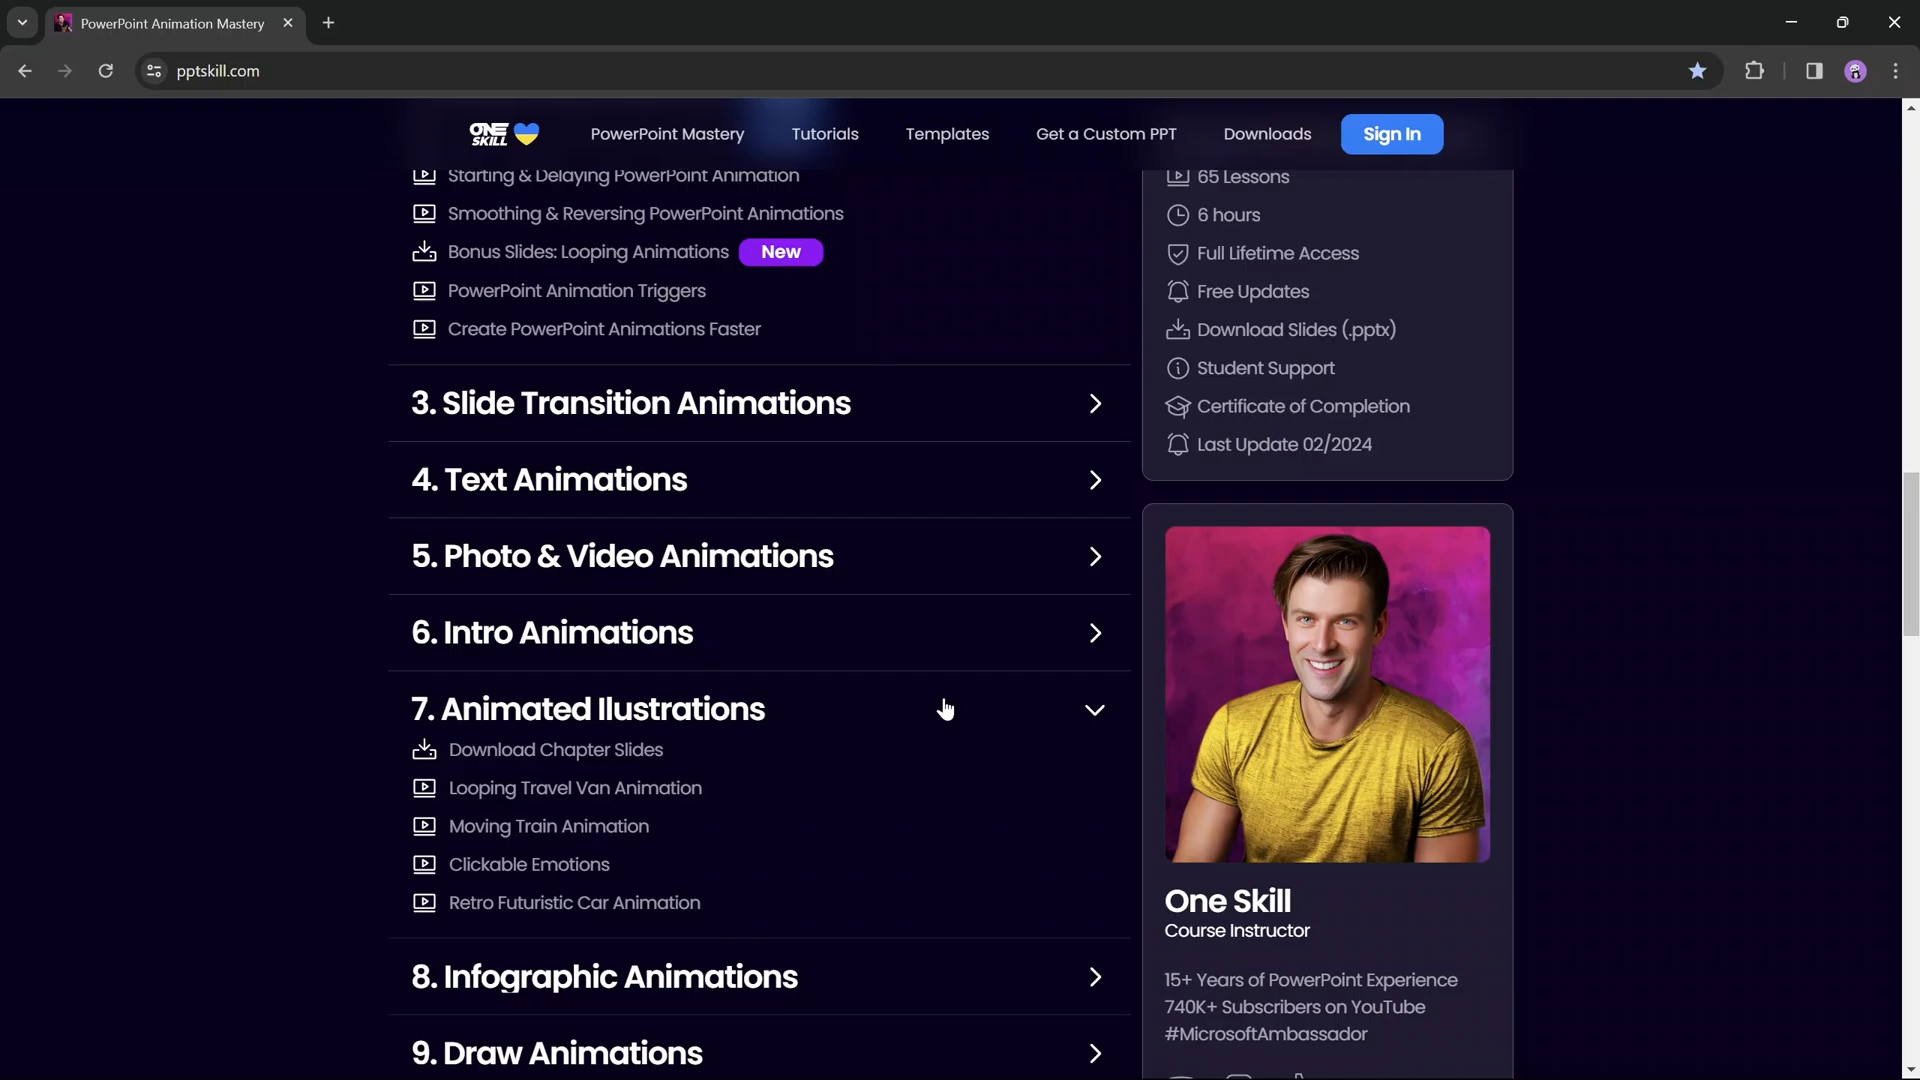 PowerPoint Animation Mastery
pptskill.com
ONE SKILL
PowerPoint Mastery
Tutorials
Templates
Get a Custom PPT
Downloads
Sign In
Starting & Delaying PowerPoint Animation
Smoothing & Reversing PowerPoint Animations
Bonus Slides: Looping Animations New
PowerPoint Animation Triggers
Create PowerPoint Animations Faster
3. Slide Transition Animations
4. Text Animations
5. Photo & Video Animations
6. Intro Animations
7. Animated Ilustrations
Download Chapter Slides
Looping Travel Van Animation
Moving Train Animation
Clickable Emotions
Retro Futuristic Car Animation
8. Infographic Animations
9. Draw Animations
65 Lessons
6 hours
Full Lifetime Access
Free Updates
Download Slides (.pptx)
Student Support
Certificate of Completion
Last Update 02/2024
One Skill
Course Instructor
15+ Years of PowerPoint Experience
740K+ Subscribers on YouTube
#MicrosoftAmbassador